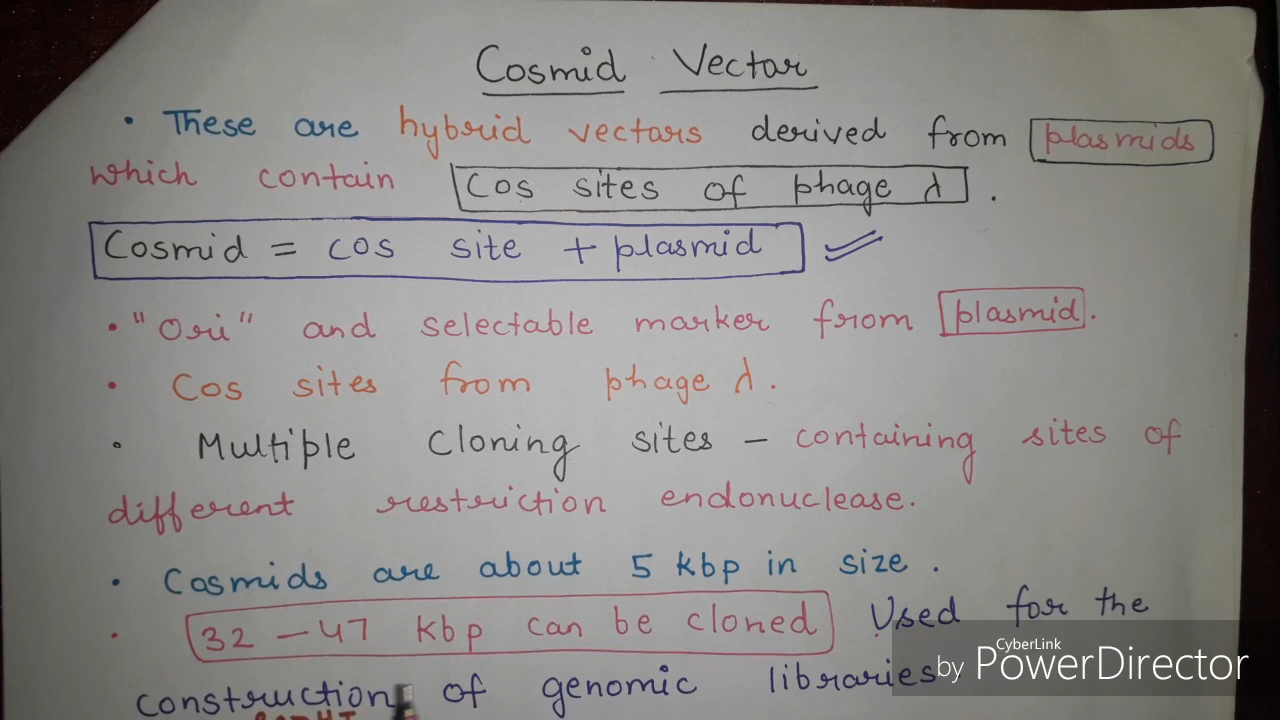 Cosmid Vector
• These are hybrid vectors derived from plasmids
which contain cos sites of phage λ.
Cosmid = cos site + plasmid
• "Ori" and selectable marker from plasmid.
• Cos sites from phage λ.
• Multiple Cloning sites – containing sites of
different restriction endonuclease.
• Cosmids are about 5 kbp in size.
• 32 – 47 kbp can be cloned Used for the
construction of genomic libraries
CyberLink
by PowerDirector